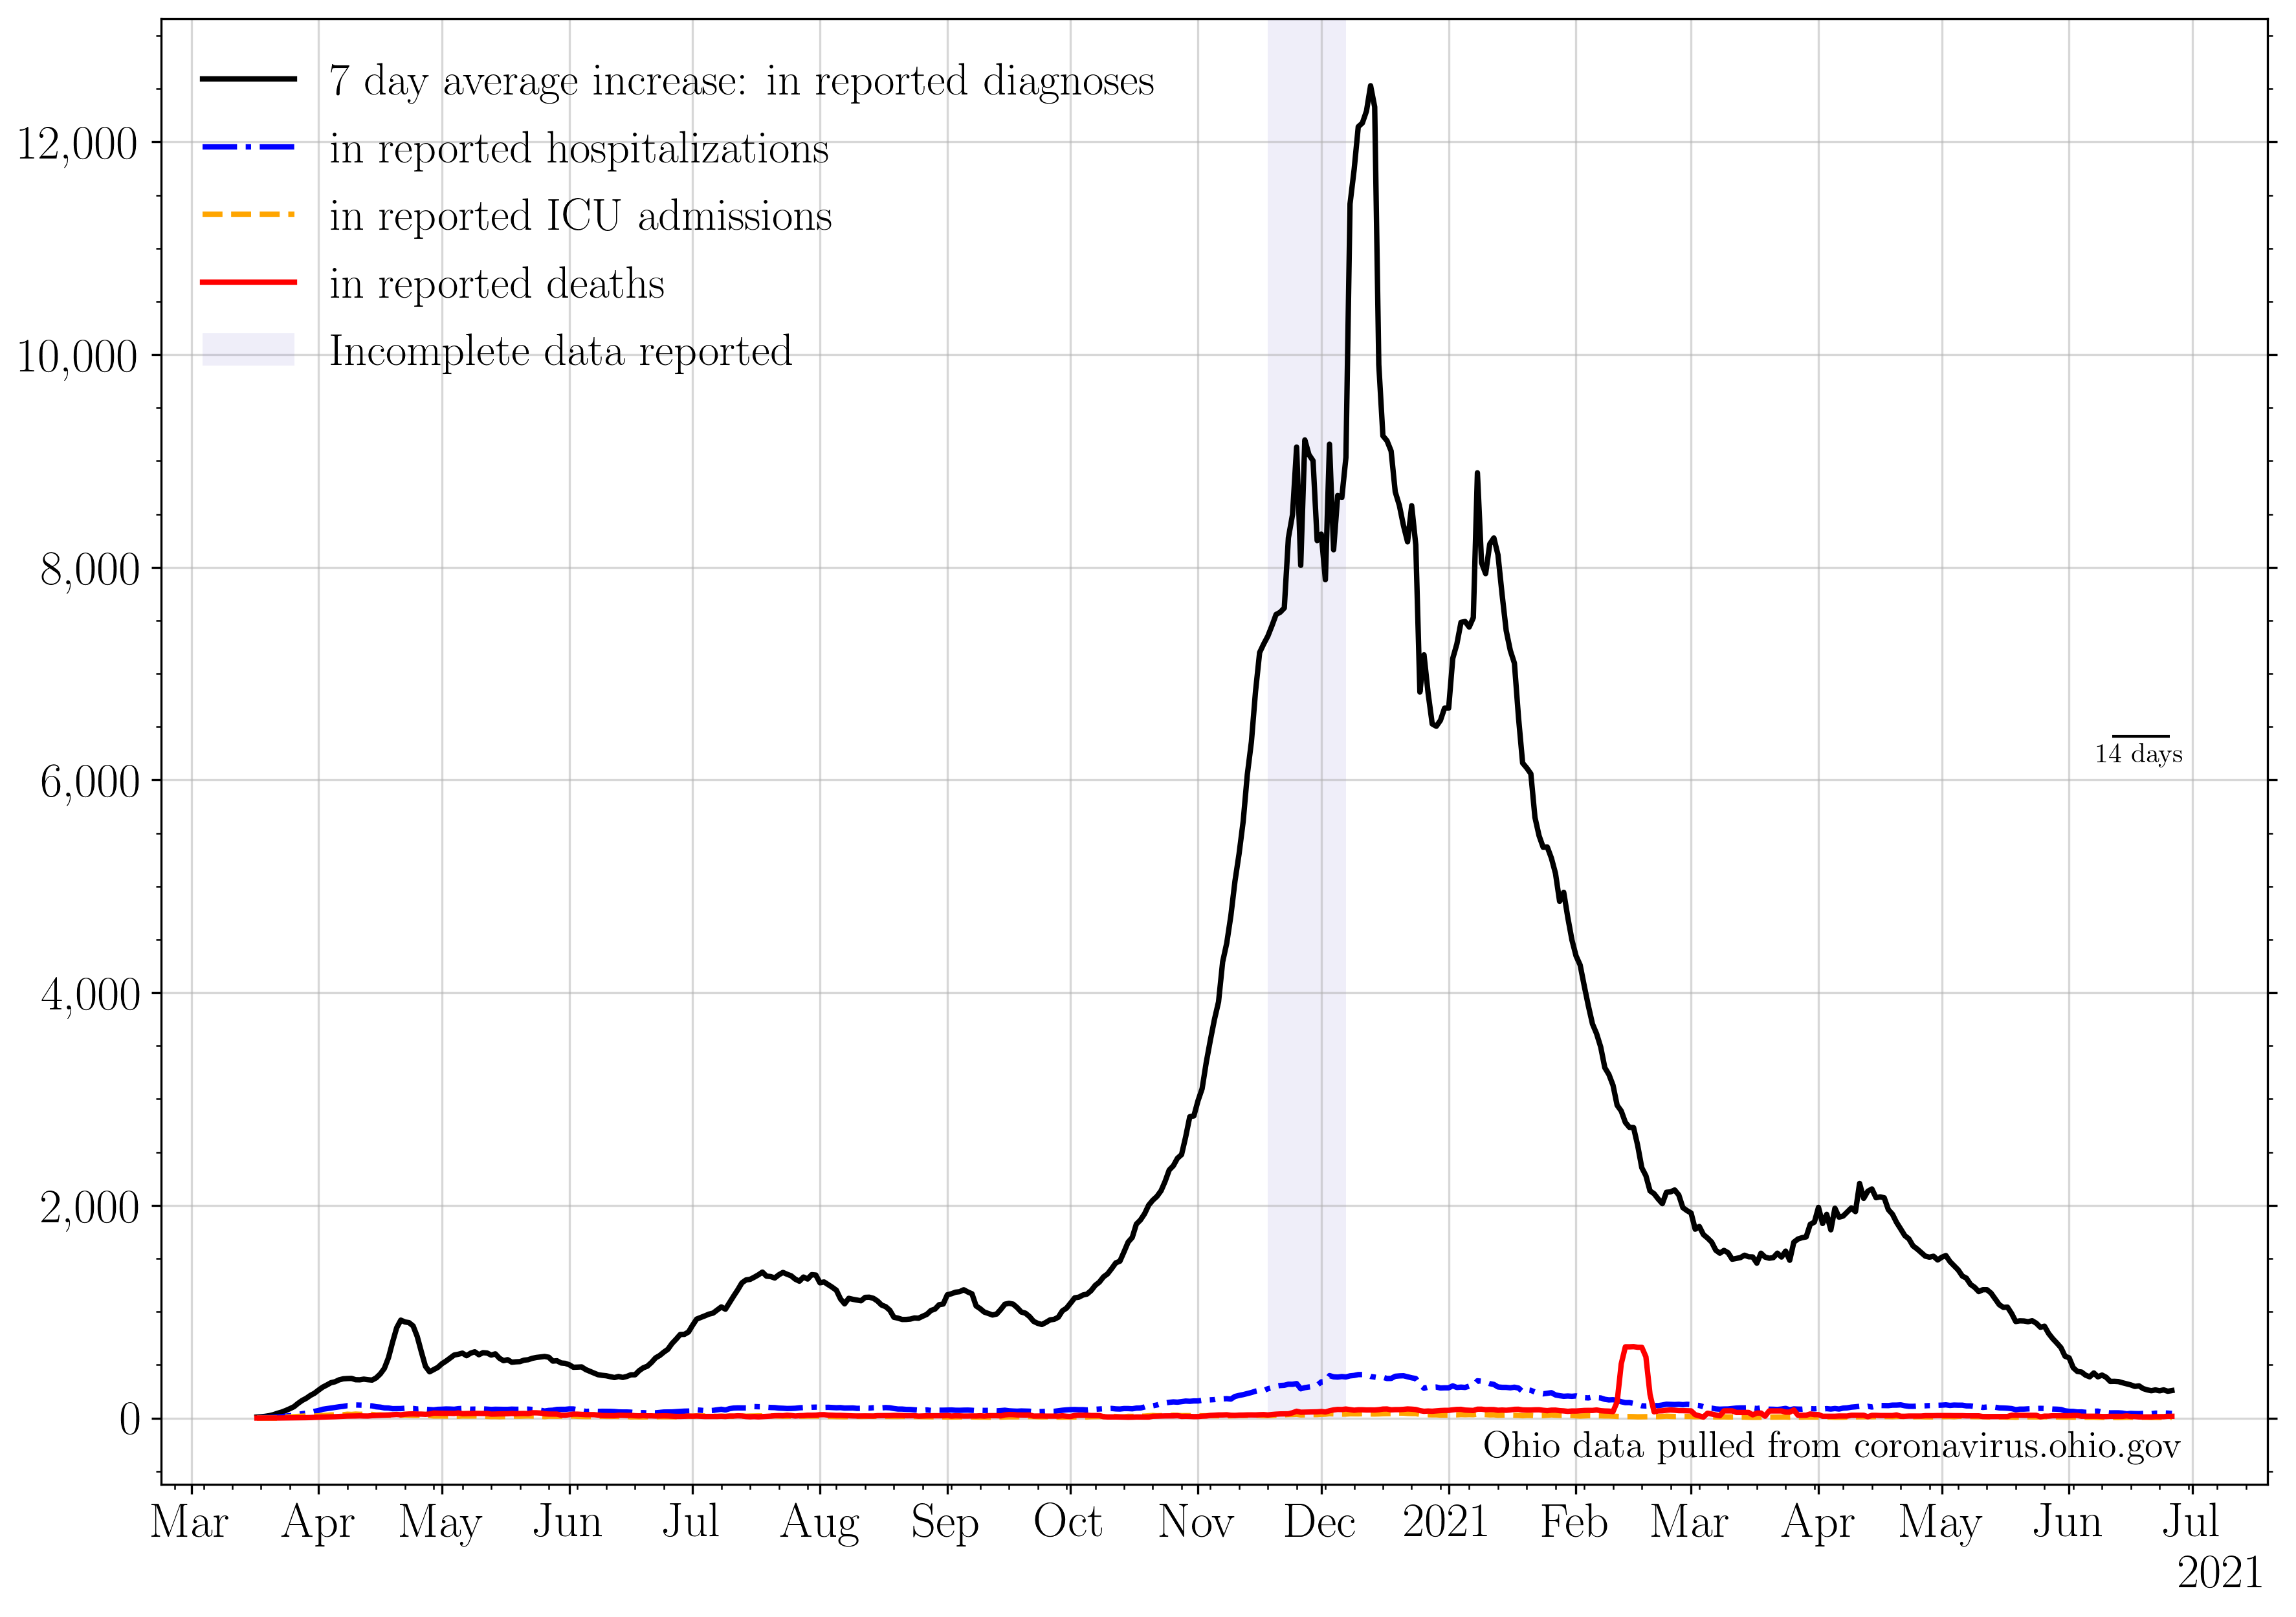 7 day average increase: in reported diagnoses
in reported hospitalizations
in reported ICU admissions
in reported deaths
Incomplete data reported
12,000
10,000
8,000
6,000
4,000
2,000
0
14 days
Ohio data pulled from coronavirus.ohio.gov
Mar Apr May Jun Jul Aug Sep Oct Nov Dec 2021 Feb Mar Apr May Jun Jul
2021